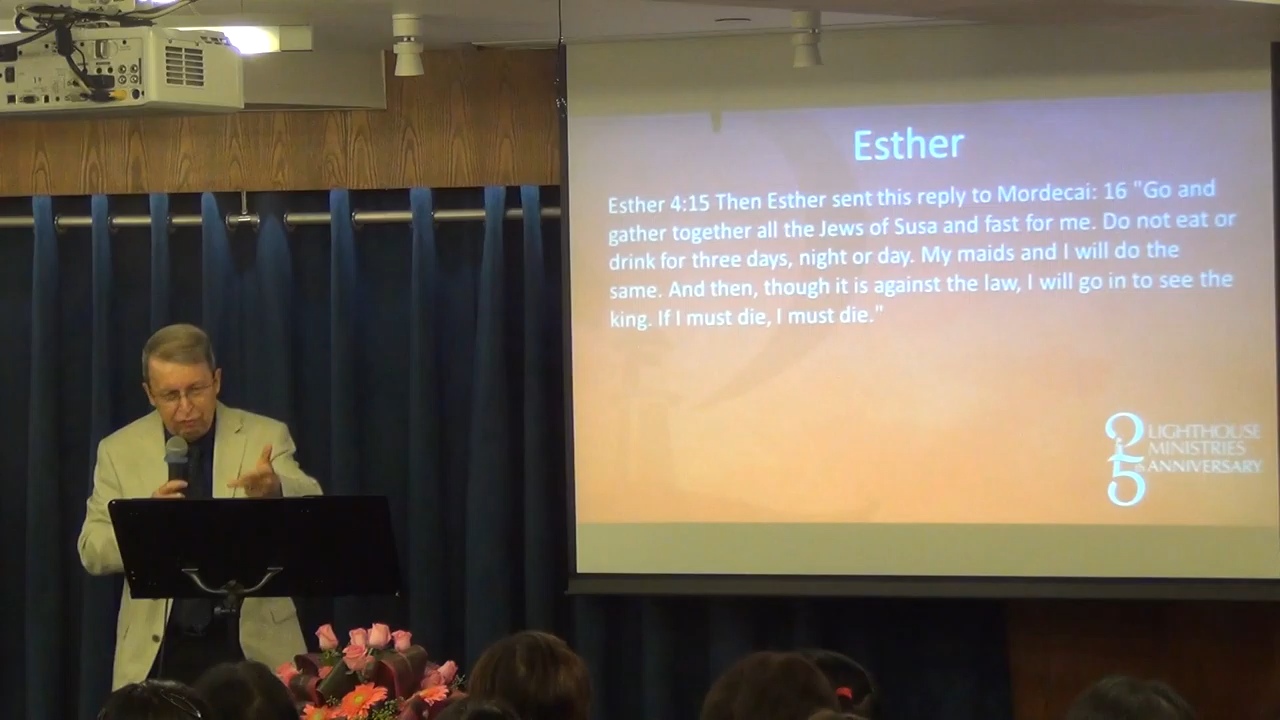 Esther
Esther 4:15 Then Esther sent this reply to Mordecai: 16 "Go and
gather together all the Jews of Susa and fast for me. Do not eat or
drink for three days, night or day. My maids and I will do the
same. And then, though it is against the law, I will go in to see the
king. If I must die, I must die."
25th
LIGHTHOUSE
MINISTRIES
ANNIVERSARY